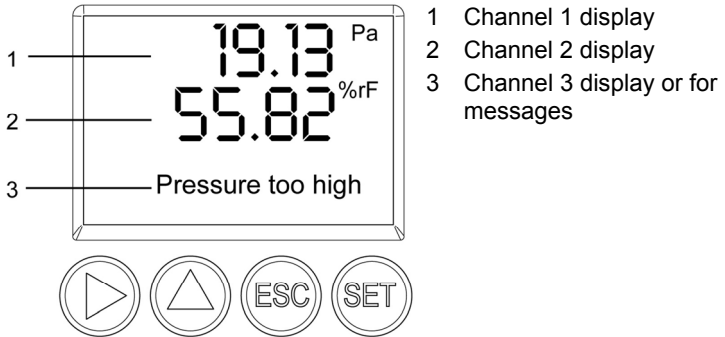 1
19.13 Pa
2
55.82 %rF
3
Pressure too high
ESC
SET
1 Channel 1 display
2 Channel 2 display
3 Channel 3 display or for
messages